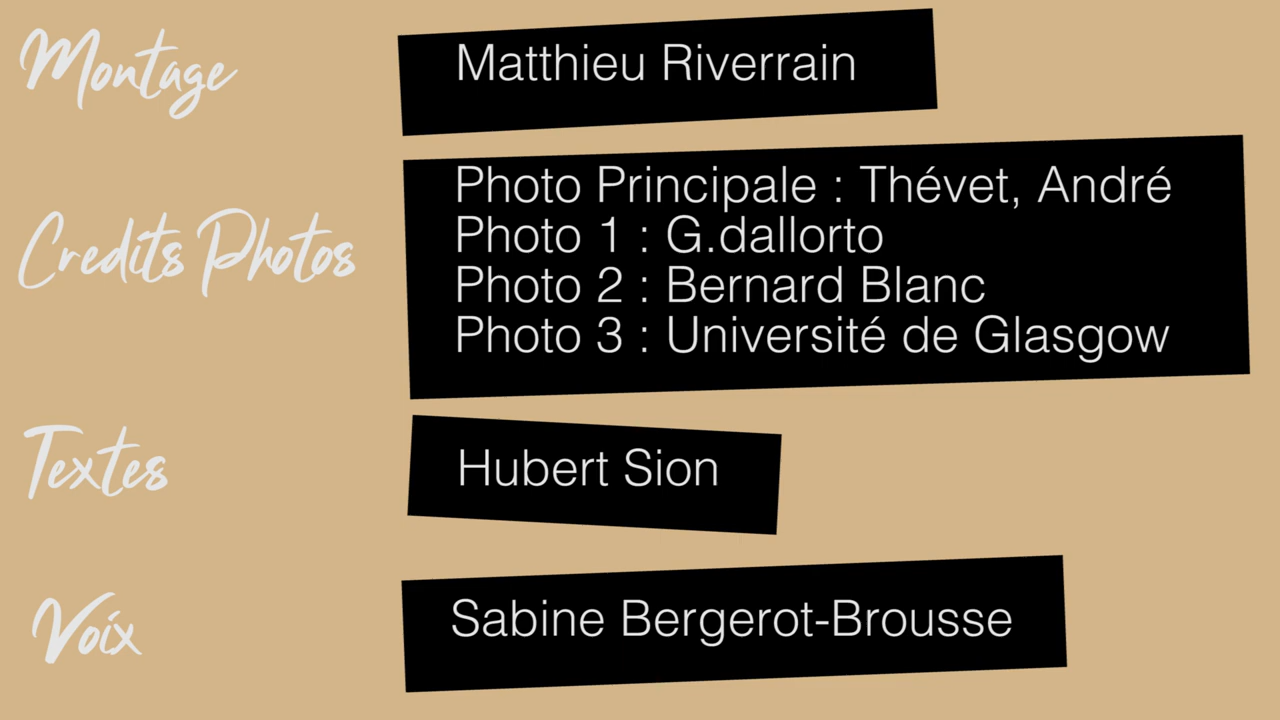 Montage
Matthieu Riverrain
Credits Photos
Photo Principale : Thévet, André
Photo 1 : G.dallorto
Photo 2 : Bernard Blanc
Photo 3 : Université de Glasgow
Textes
Hubert Sion
Voix
Sabine Bergerot-Brousse